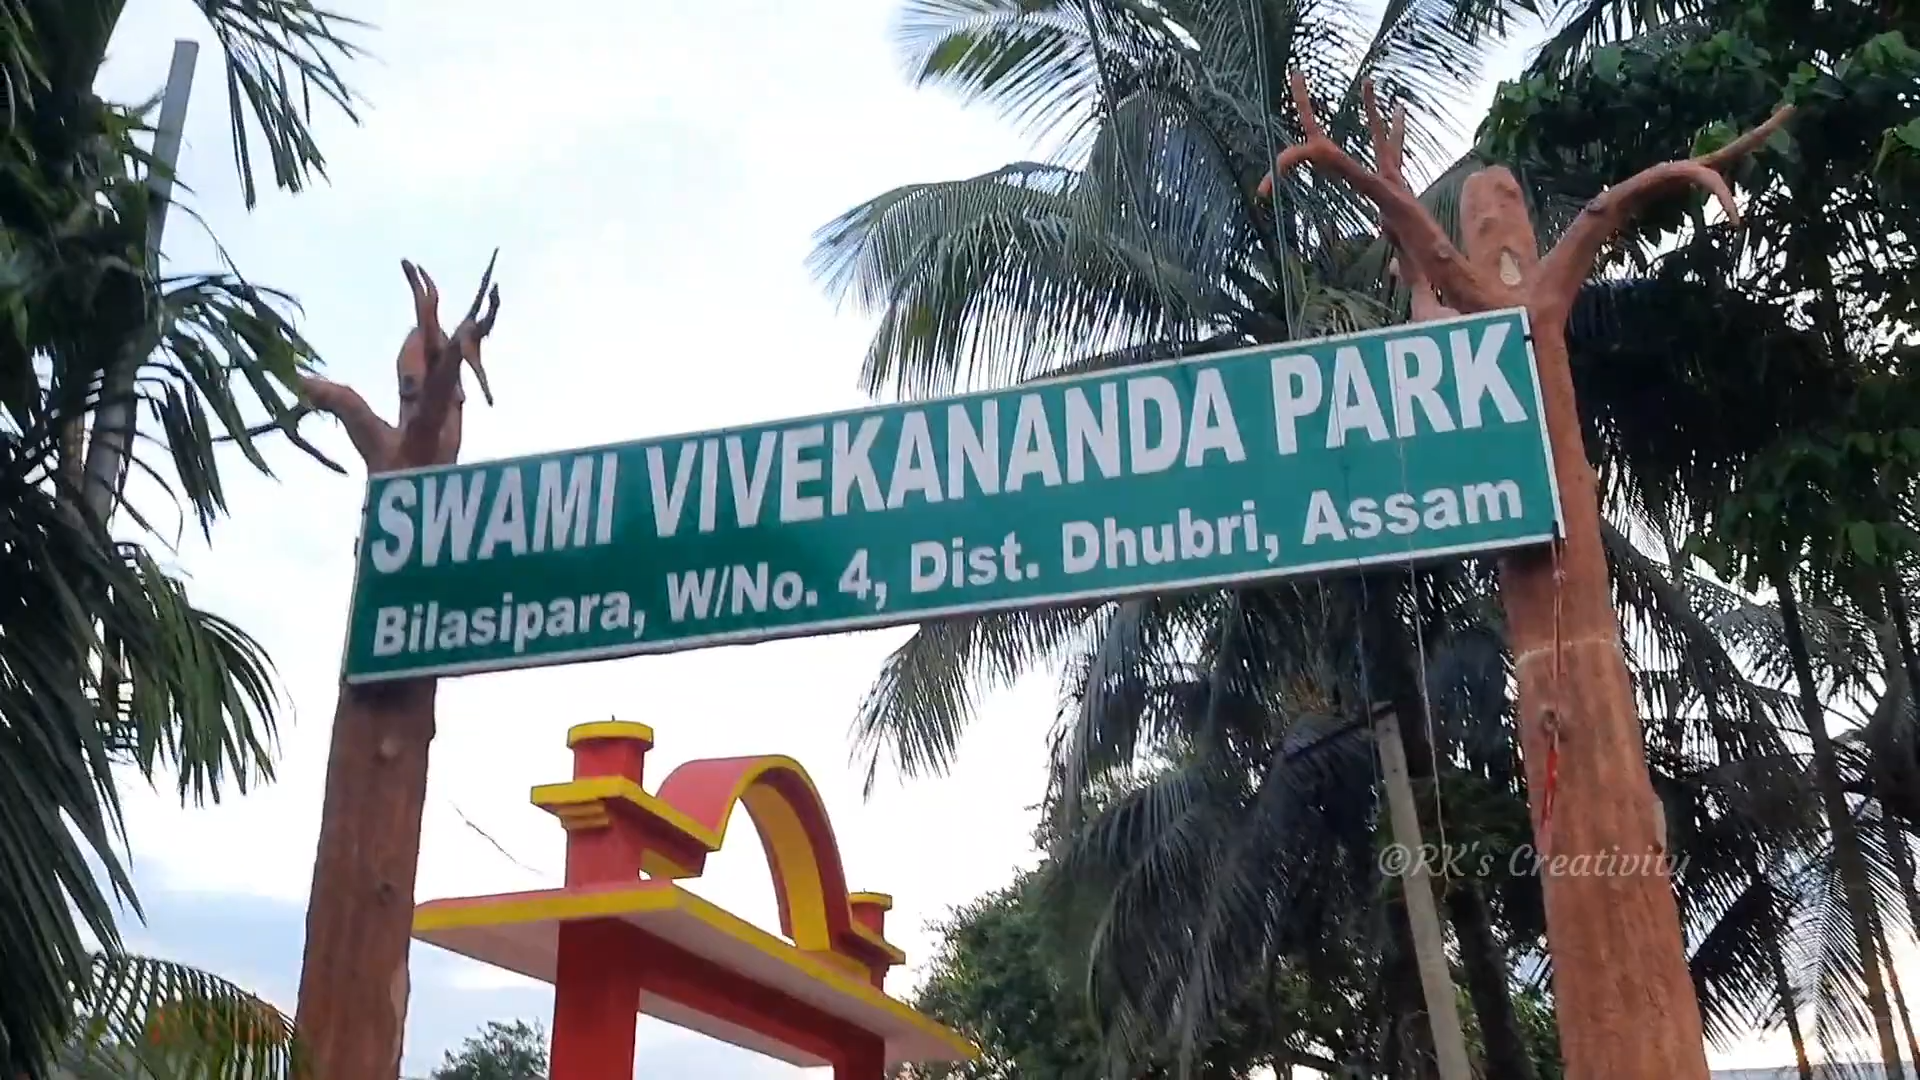 SWAMI VIVEKANANDA PARK
Bilasipara, W/No. 4, Dist. Dhubri, Assam
©RK's Creativity